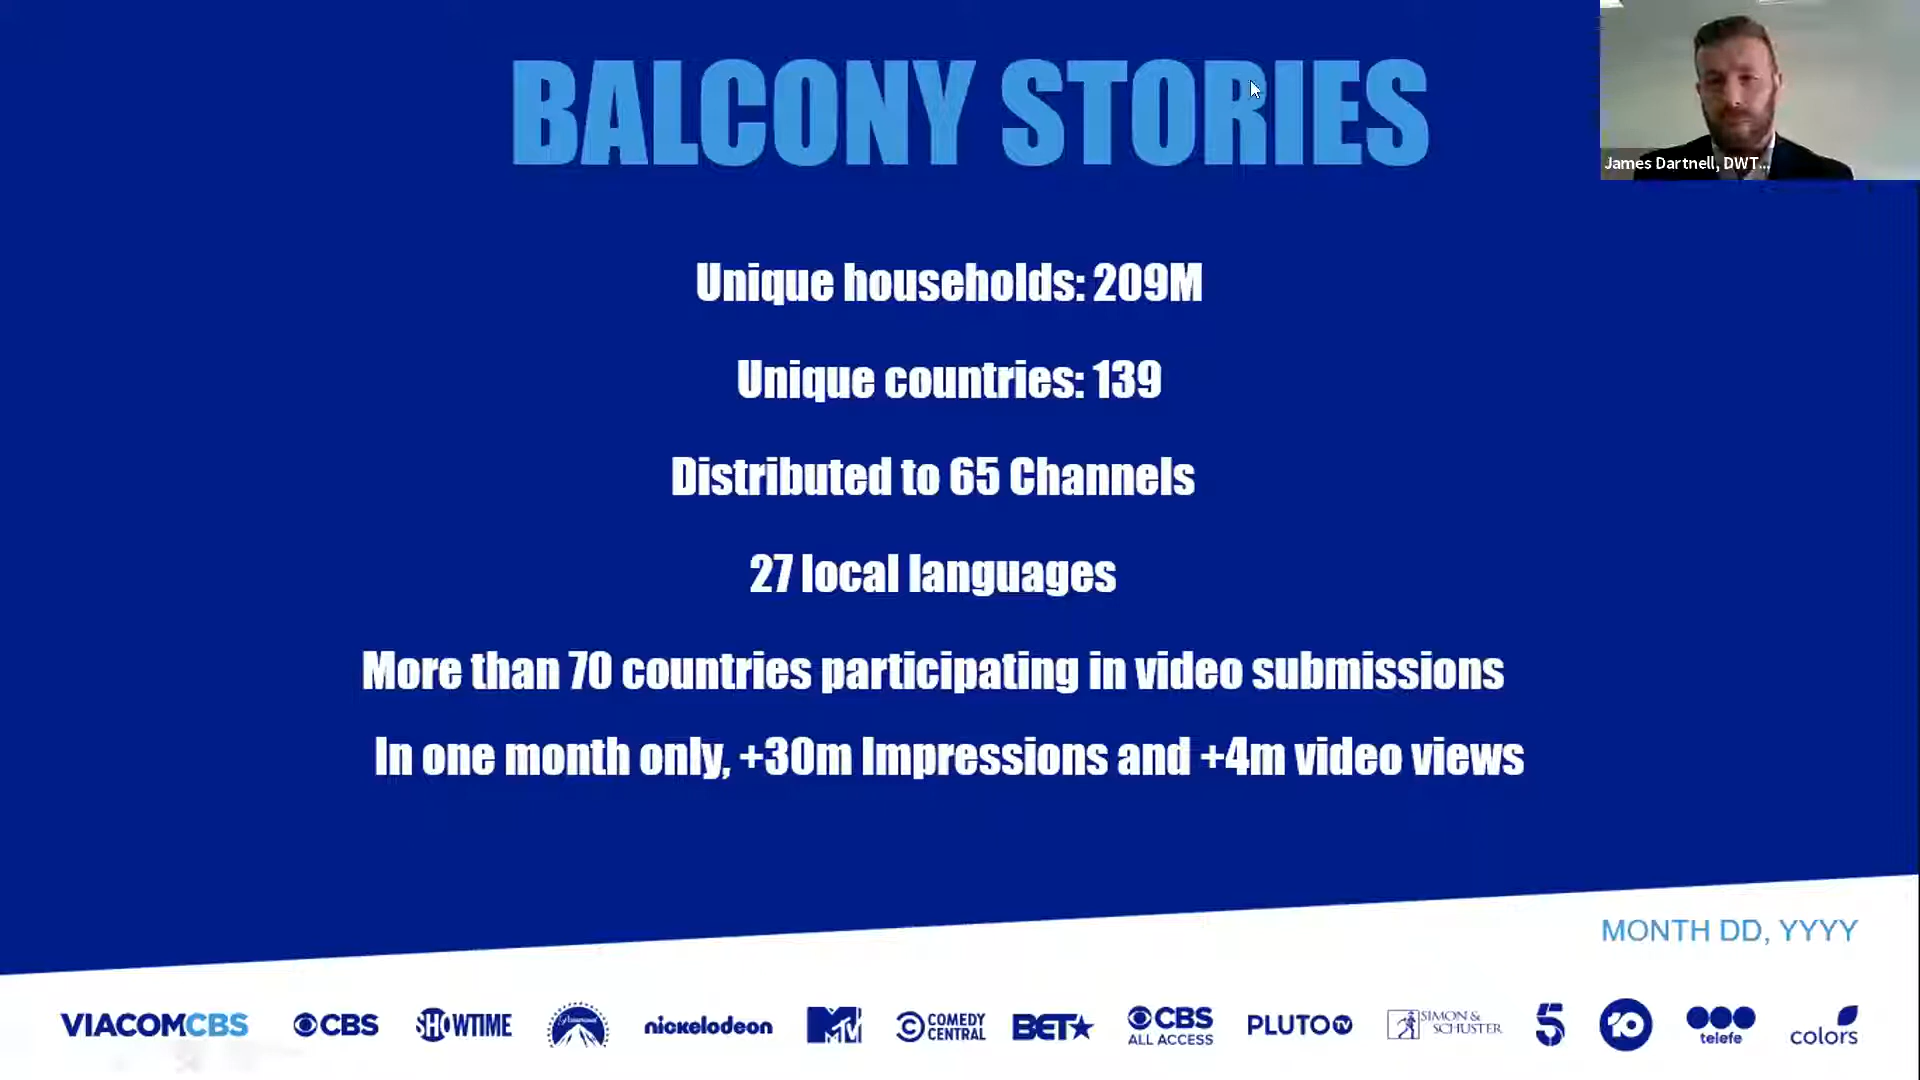 BALCONY STORIES
James Dartnell, DWT...
Unique households: 209M
Unique countries: 139
Distributed to 65 Channels
27 local languages
More than 70 countries participating in video submissions
In one month only, +30m Impressions and +4m video views
MONTH DD, YYYY
VIACOMCBS CBS SHOWTIME Paramount nickelodeon MTV COMEDY CENTRAL BET CBS ALL ACCESS PLUTO TV SIMON & SCHUSTER 5 10 telefe colors